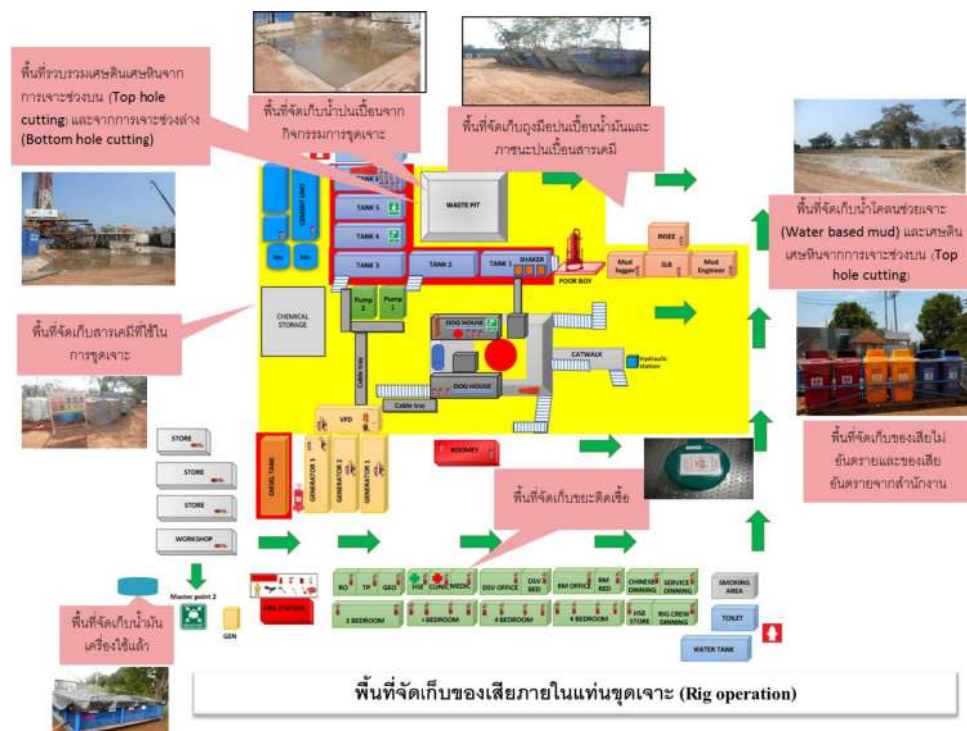 พื้นที่รวบรวมเศษดินเศษหินจาก
การเจาะช่วงบน (Top hole
cutting) และจากการเจาะช่วงล่าง
(Bottom hole cutting)
พื้นที่จัดเก็บน้ำปนเปื้อนจาก
กิจกรรมการขุดเจาะ
พื้นที่จัดเก็บถุงมือปนเปื้อนน้ำมันและ
ภาชนะปนเปื้อนสารเคมี
พื้นที่จัดเก็บน้ำโคลนช่วยเจาะ
(Water based mud) และเศษดิน
เศษหินจากการเจาะช่วงบน (Top
hole cutting)
CEMENT UNIT
TANK 5
TANK 4
TANK 3
TANK 2
TANK 1
SHAKER
WASTE PIT
POOR BOY
INSEE
Mud
logger
SLB
Mud
Engineer
Pump
2
Pump
1
CHEMICAL
STORAGE
พื้นที่จัดเก็บสารเคมีที่ใช้ใน
การขุดเจาะ
DOG HOUSE
DOG HOUSE
CATWALK
Hydraulic
station
Cable tray
Cable tray
VFD
DIESEL TANK
GENERATOR 3
GENERATOR 2
GENERATOR 1
พื้นที่จัดเก็บของเสียไม่
อันตรายและของเสีย
อันตรายจากสำนักงาน
พื้นที่จัดเก็บขยะติดเชื้อ
STORE
STORE
STORE
WORKSHOP
Master point 2
GEN
พื้นที่จัดเก็บน้ำมัน
เครื่องใช้แล้ว
FIRE STATION
RO
TP
GEO
HSE
CLINIC
MEDIC
DSV OFFICE
DSV
BED
RM OFFICE
RM
BED
CHINESE
DINNING
SERVICE
DINNING
2 BEDROOM
4 BEDROOM
4 BEDROOM
4 BEDROOM
HSE
STORE
RIG CREW
DINNING
SMOKING
AREA
TOILET
WATER TANK
พื้นที่จัดเก็บของเสียภายในแท่นขุดเจาะ (Rig operation)